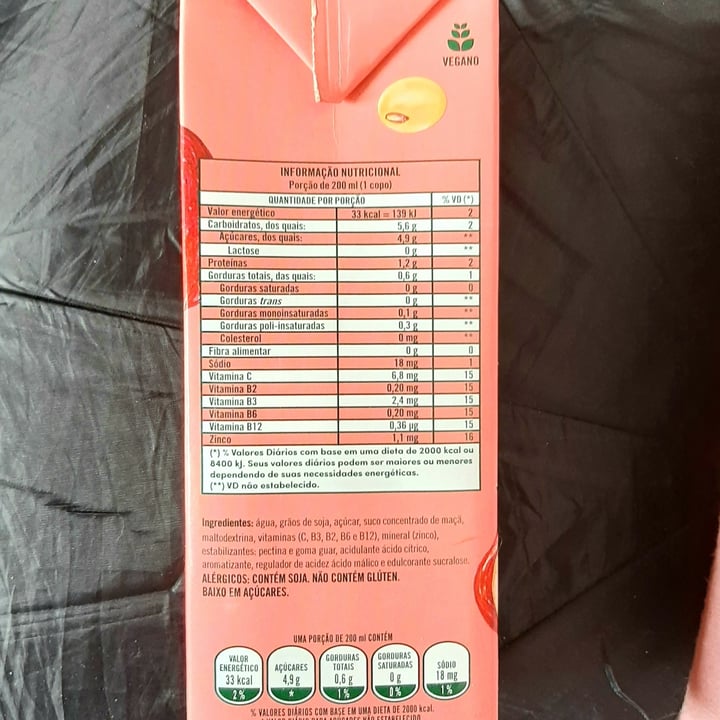 VEGANO
INFORMAÇÃO NUTRICIONAL
Porção de 200 ml (1 copo)
QUANTIDADE POR PORÇÃO % VD (*)
Valor energético 33 kcal = 139 kJ 2
Carboidratos, dos quais: 5,6 g 2
Açúcares, dos quais: 4,9 g **
Lactose 0 g **
Proteínas 1,2 g 2
Gorduras totais, das quais: 0,6 g 1
Gorduras saturadas 0 g 0
Gorduras trans 0 g **
Gorduras monoinsaturadas 0,1 g **
Gorduras poli-insaturadas 0,3 g **
Colesterol 0 mg **
Fibra alimentar 0 g 0
Sódio 18 mg 1
Vitamina C 6,8 mg 15
Vitamina B2 0,20 mg 15
Vitamina B3 2,4 mg 15
Vitamina B6 0,20 mg 15
Vitamina B12 0,36 µg 15
Zinco 1,1 mg 16
(*) % Valores Diários com base em uma dieta de 2000 kcal ou
8400 kJ. Seus valores diários podem ser maiores ou menores
dependendo de suas necessidades energéticas.
(**) VD não estabelecido.
Ingredientes: água, grãos de soja, açúcar, suco concentrado de maçã,
maltodextrina, vitaminas (C, B3, B2, B6 e B12), mineral (zinco),
estabilizantes: pectina e goma guar, acidulante ácido cítrico,
aromatizante, regulador de acidez ácido málico e edulcorante sucralose.
ALÉRGICOS: CONTÉM SOJA. NÃO CONTÉM GLÚTEN.
BAIXO EM AÇÚCARES.
UMA PORÇÃO DE 200 ml CONTÉM
VALOR ENERGÉTICO 33 kcal 2%
AÇÚCARES 4,9 g *
GORDURAS TOTAIS 0,6 g 1%
GORDURAS SATURADAS 0 g 0%
SÓDIO 18 mg 1%
% VALORES DIÁRIOS COM BASE EM UMA DIETA DE 2000 kcal.
VALOR DIÁRIO PARA AÇÚCARES NÃO ESTABELECIDO